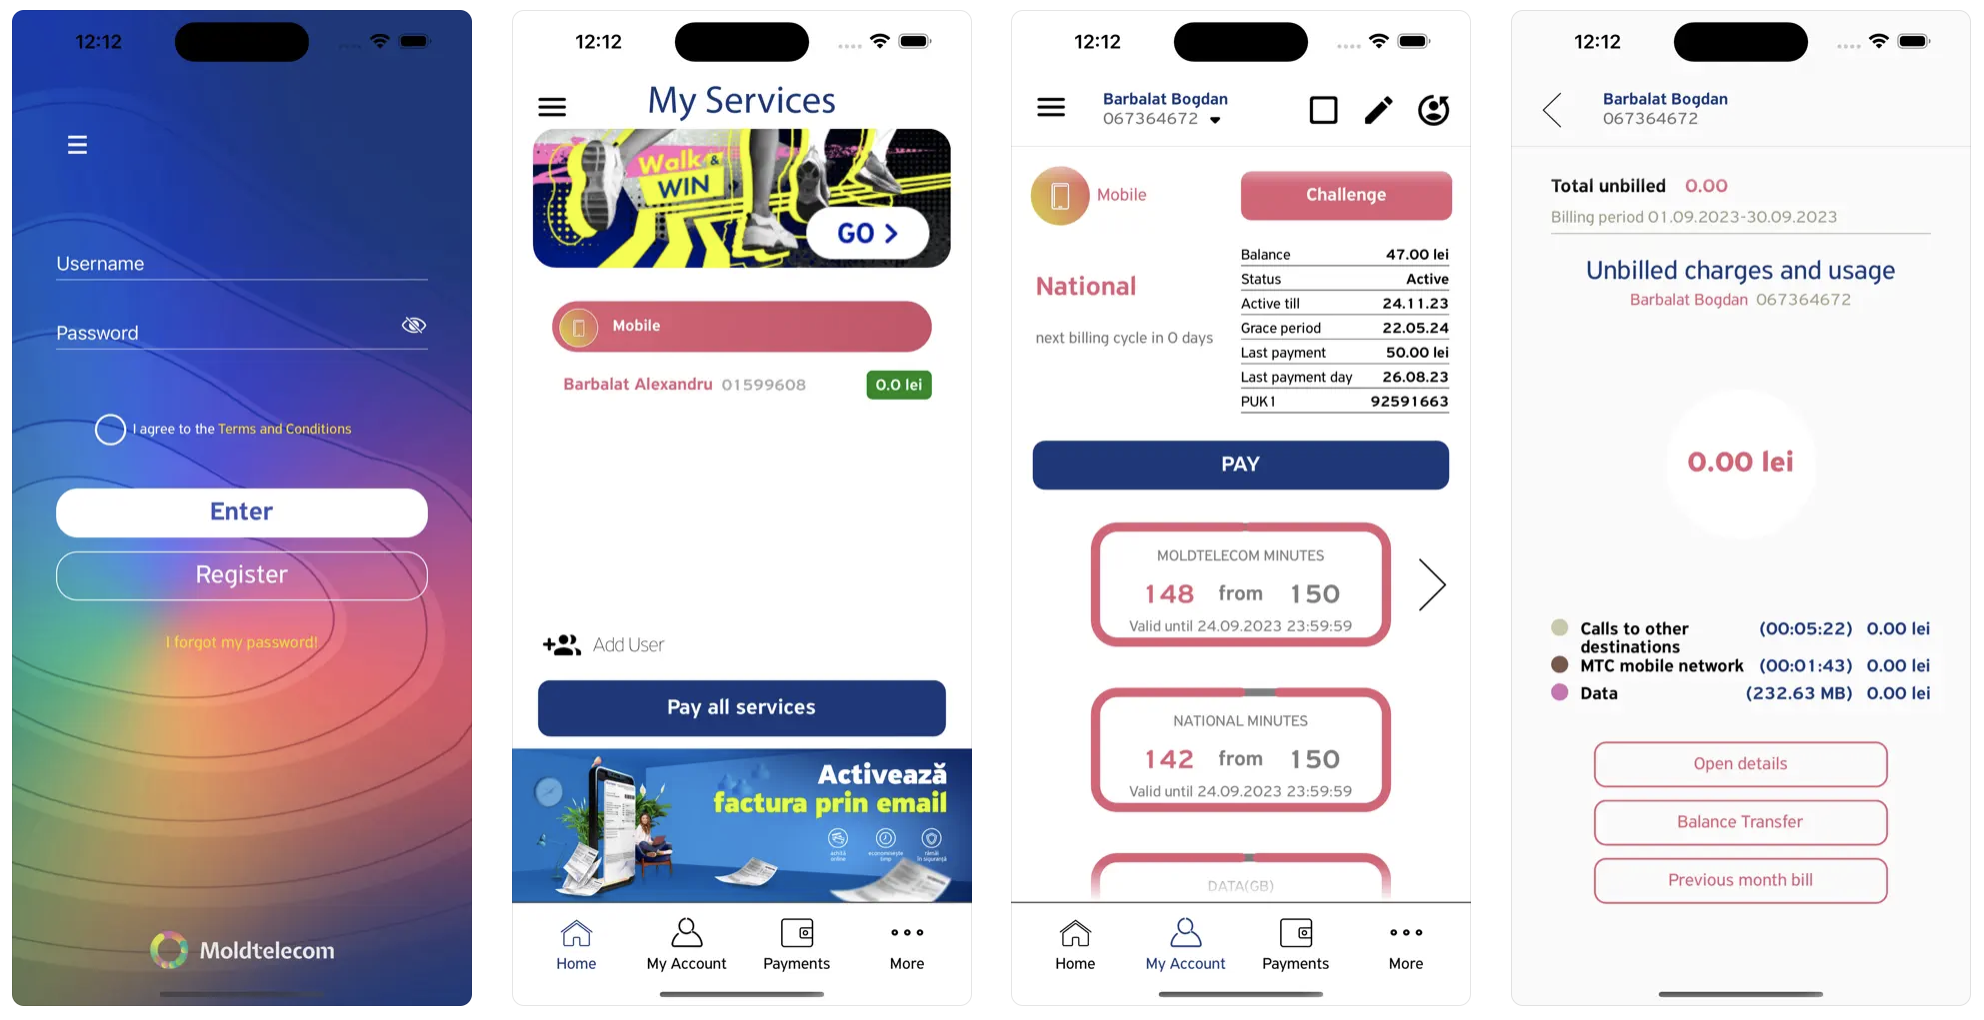 12:12
Username
Password
I agree to the Terms and Conditions
Enter
Register
I forgot my password!
Moldtelecom
12:12
My Services
Walk &
WIN
GO >
Mobile
Barbalat Alexandru 01599608 0.0 lei
Add User
Pay all services
Activează
factura prin email
achită online
economisește timp
rămâi în siguranță
Home My Account Payments More
12:12
Barbalat Bogdan
067364672
Mobile
Challenge
National
next billing cycle in 0 days
Balance 47.00 lei
Status Active
Active till 24.11.23
Grace period 22.05.24
Last payment 50.00 lei
Last payment day 26.08.23
PUK1 92591663
PAY
MOLDTELECOM MINUTES
148 from 150
Valid until 24.09.2023 23:59:59
NATIONAL MINUTES
142 from 150
Valid until 24.09.2023 23:59:59
DATA(GB)
Home My Account Payments More
12:12
Barbalat Bogdan
067364672
Total unbilled 0.00
Billing period 01.09.2023-30.09.2023
Unbilled charges and usage
Barbalat Bogdan 067364672
0.00 lei
Calls to other
destinations (00:05:22) 0.00 lei
MTC mobile network (00:01:43) 0.00 lei
Data (232.63 MB) 0.00 lei
Open details
Balance Transfer
Previous month bill